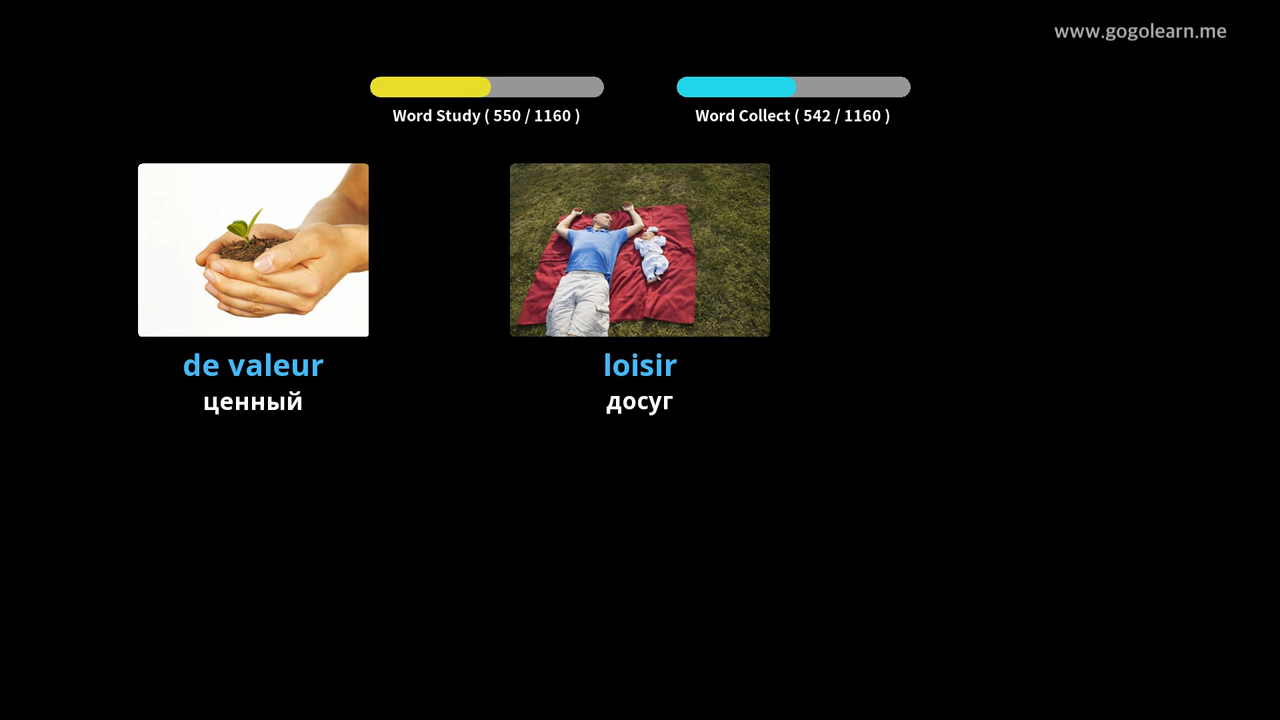 www.gogolearn.me
Word Study ( 550 / 1160 )
Word Collect ( 542 / 1160 )
de valeur
ценный
loisir
досуг